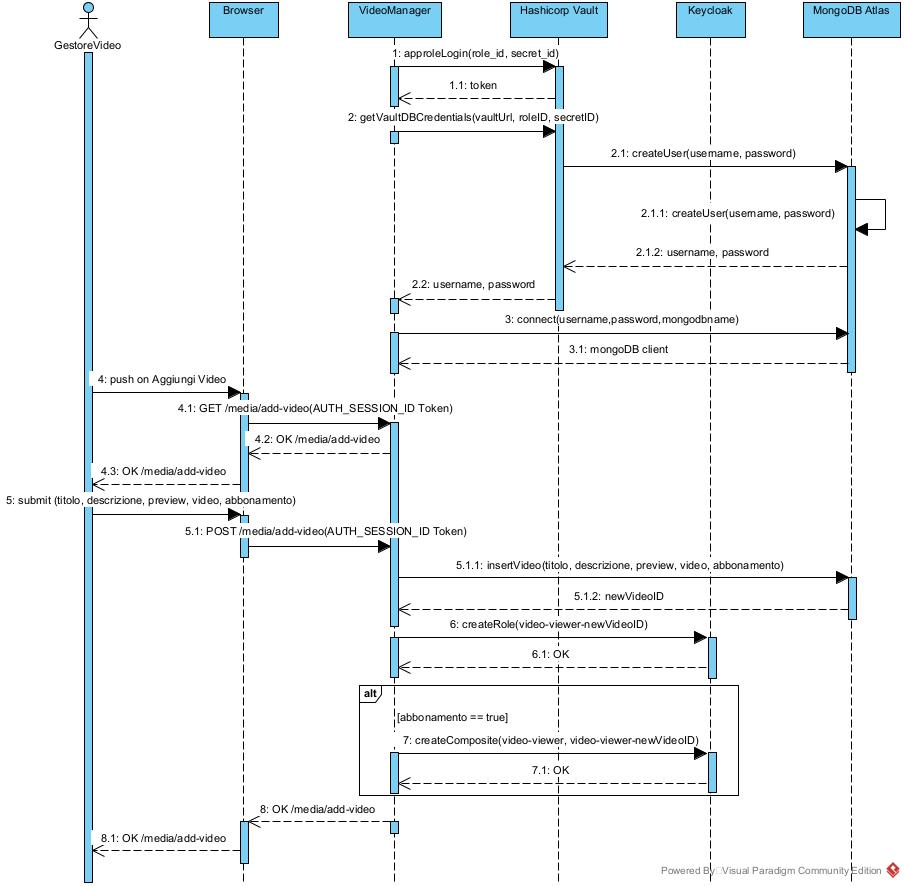 Browser VideoManager Hashicorp Vault Keycloak MongoDB Atlas
GestoreVideo
1: approleLogin(role_id, secret_id)
1.1: token
2: getVaultDBCredentials(vaultUrl, roleID, secretID)
2.1: createUser(username, password)
2.1.1: createUser(username, password)
2.1.2: username, password
2.2: username, password
3: connect(username,password,mongodbname)
3.1: mongoDB client
4: push on Aggiungi Video
4.1: GET /media/add-video(AUTH_SESSION_ID Token)
4.2: OK /media/add-video
4.3: OK /media/add-video
5: submit (titolo, descrizione, preview, video, abbonamento)
5.1: POST /media/add-video(AUTH_SESSION_ID Token)
5.1.1: insertVideo(titolo, descrizione, preview, video, abbonamento)
5.1.2: newVideoID
6: createRole(video-viewer-newVideoID)
6.1: OK
alt
[abbonamento == true]
7: createComposite(video-viewer, video-viewer-newVideoID)
7.1: OK
8: OK /media/add-video
8.1: OK /media/add-video
Powered By Visual Paradigm Community Edition